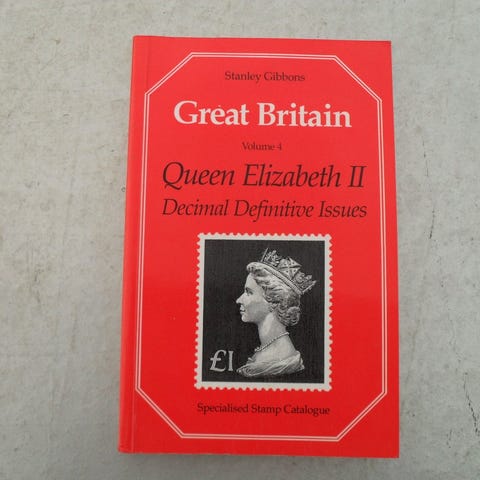 Stanley Gibbons
Great Britain
Volume 4
Queen Elizabeth II
Decimal Definitive Issues
£1
Specialised Stamp Catalogue